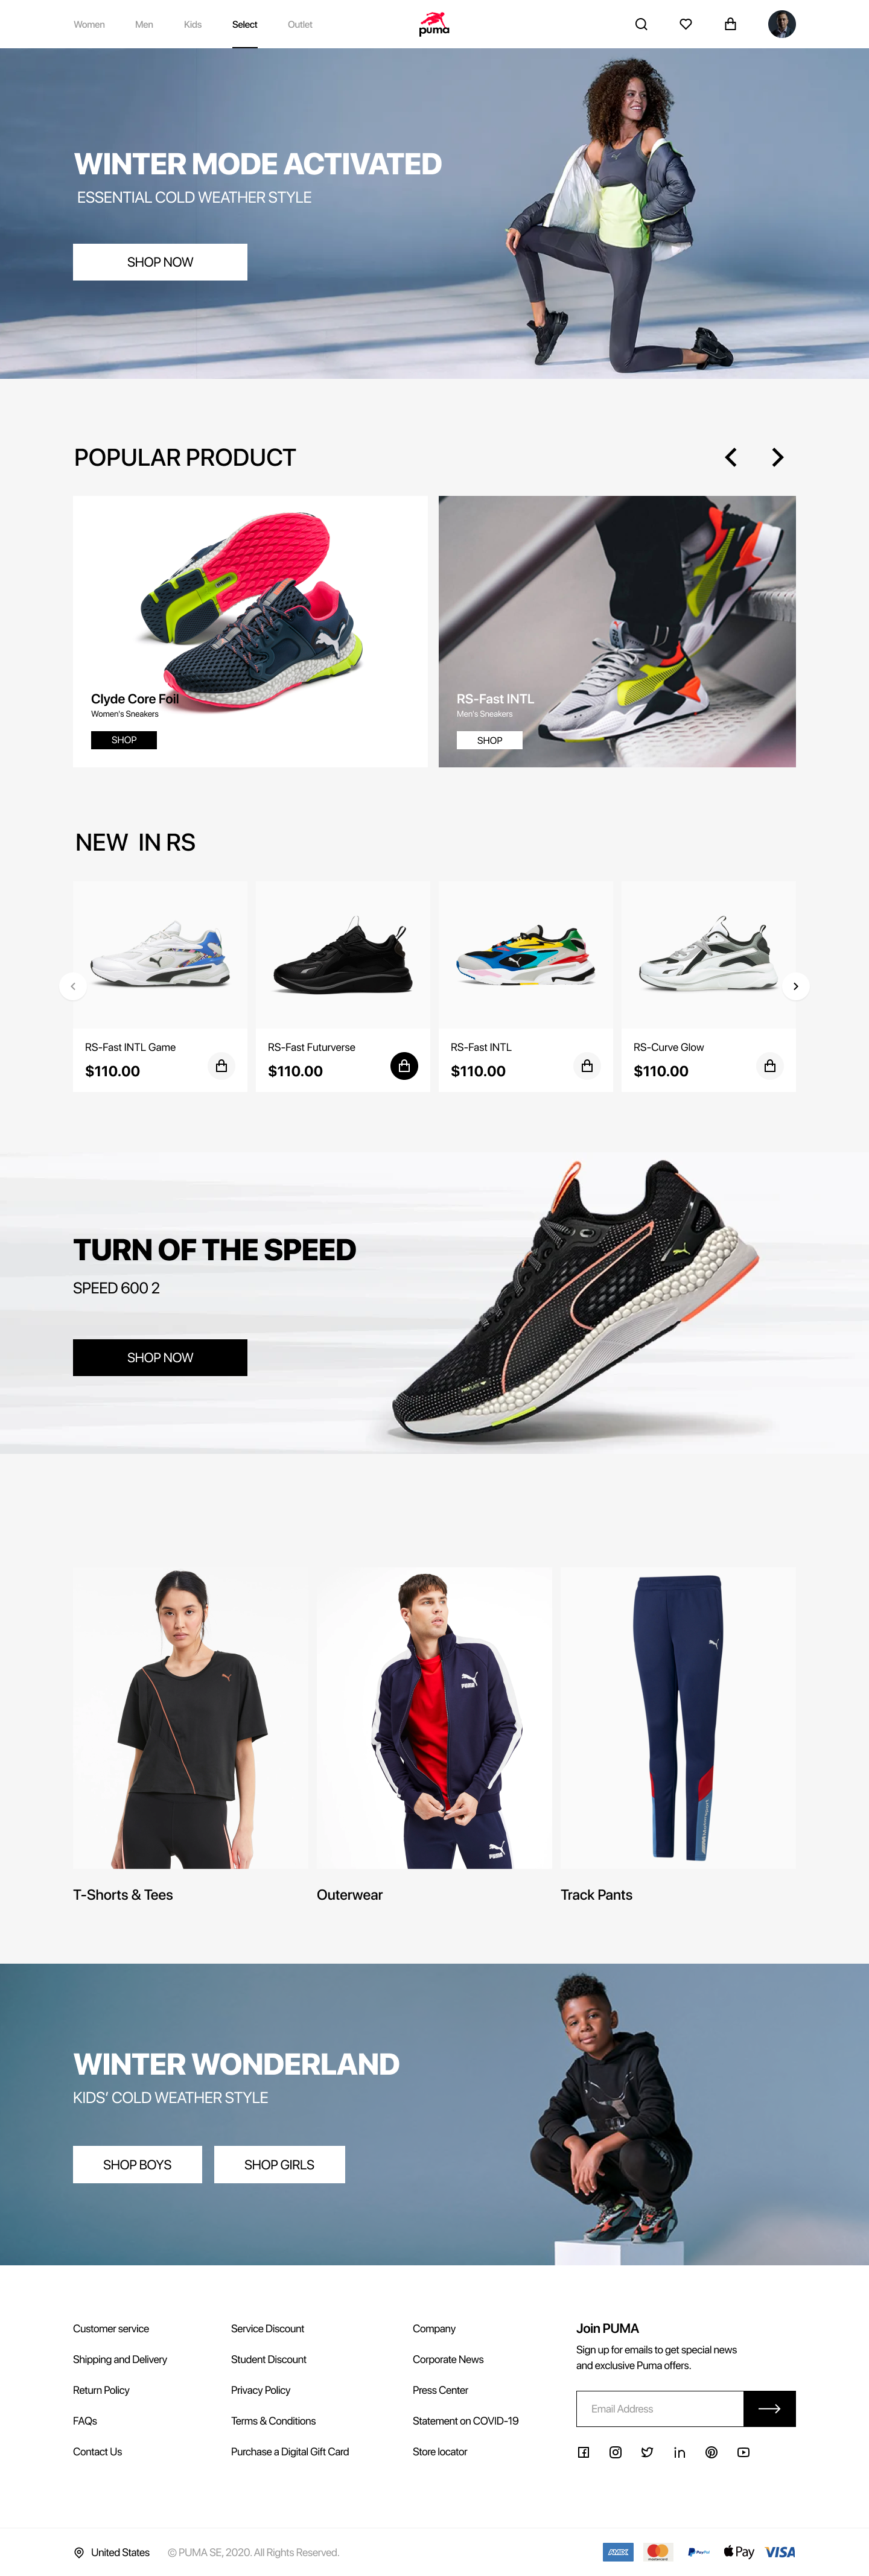 Women Men Kids Select Outlet
puma
WINTER MODE ACTIVATED
ESSENTIAL COLD WEATHER STYLE
SHOP NOW
POPULAR PRODUCT
Clyde Core Foil
Women's Sneakers
SHOP
RS-Fast INTL
Men's Sneakers
SHOP
NEW IN RS
RS-Fast INTL Game
$110.00
RS-Fast Futurverse
$110.00
RS-Fast INTL
$110.00
RS-Curve Glow
$110.00
TURN OF THE SPEED
SPEED 600 2
SHOP NOW
PUMA
PUMA
T-Shorts & Tees
Outerwear
Track Pants
WINTER WONDERLAND
KIDS' COLD WEATHER STYLE
SHOP BOYS
SHOP GIRLS
Customer service
Shipping and Delivery
Return Policy
FAQs
Contact Us
Service Discount
Student Discount
Privacy Policy
Terms & Conditions
Purchase a Digital Gift Card
Company
Corporate News
Press Center
Statement on COVID-19
Store locator
Join PUMA
Sign up for emails to get special news
and exclusive Puma offers.
Email Address
United States
© PUMA SE, 2020. All Rights Reserved.
AMEX
mastercard
PayPal
Pay
VISA